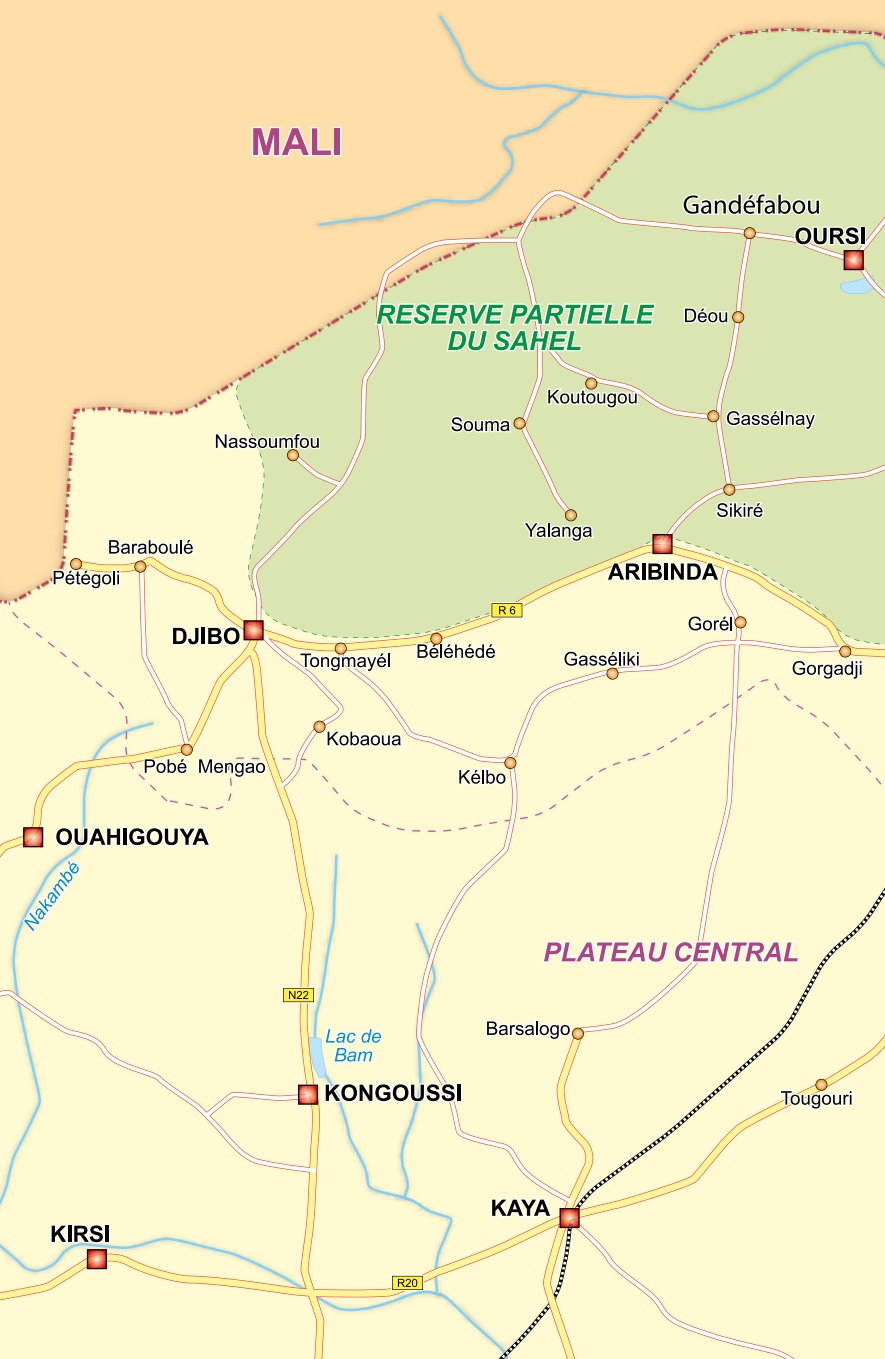 MALI
Gandéfabou
OURSI
RESERVE PARTIELLE
DU SAHEL
Déou
Koutougou
Gassélnay
Souma
Nassoumfou
Sikiré
Yalanga
Baraboulé
Pétégoli
ARIBINDA
R 6
Gorél
DJIBO
Tongmayél
Béléhédé
Gasséliki
Gorgadji
Kobaoua
Pobé Mengao
Kélbo
OUAHIGOUYA
Nakambé
PLATEAU CENTRAL
N22
Barsalogo
Lac de
Bam
KONGOUSSI
Tougouri
KAYA
KIRSI
R20